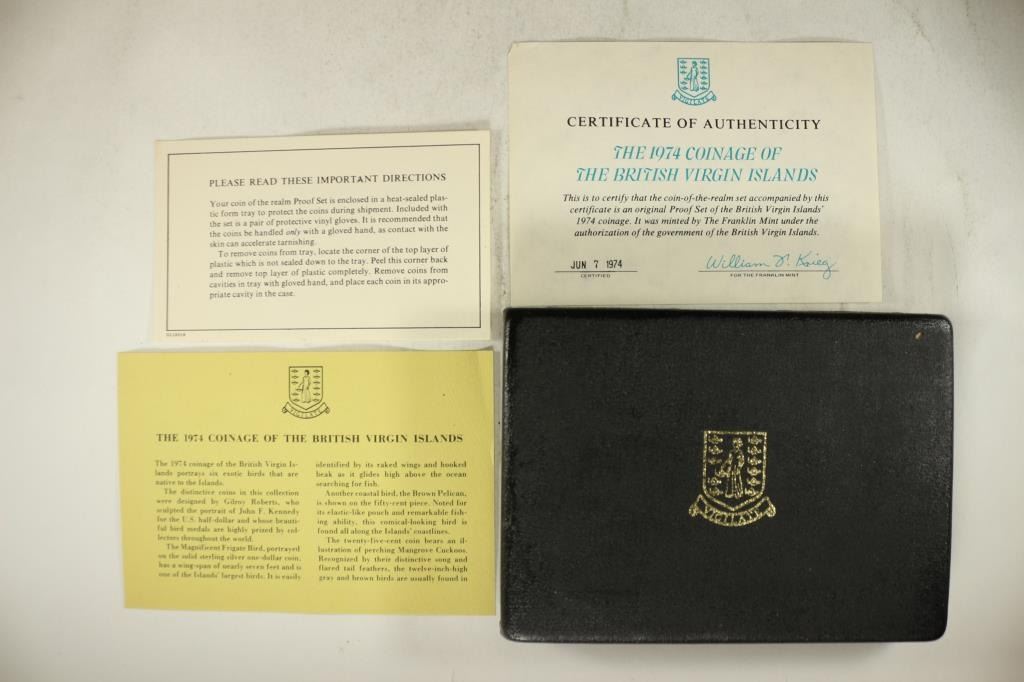 PLEASE READ THESE IMPORTANT DIRECTIONS
Your coin of the realm Proof Set is enclosed in a heat-sealed plas-
tic form tray to protect the coins during shipment. Included with
the set is a pair of protective vinyl gloves. It is recommended that
the coins be handled only with a gloved hand, as contact with the
skin can accelerate tarnishing.
To remove coins from tray, locate the corner of the top layer of
plastic which is not sealed down to the tray. Peel this corner back
and remove top layer of plastic completely. Remove coins from
cavities in tray with gloved hand, and place each coin in its appro-
priate cavity in the case.
VIGILATE
CERTIFICATE OF AUTHENTICITY
THE 1974 COINAGE OF
THE BRITISH VIRGIN ISLANDS
This is to certify that the coin-of-the-realm set accompanied by this
certificate is an original Proof Set of the British Virgin Islands'
1974 coinage. It was minted by The Franklin Mint under the
authorization of the government of the British Virgin Islands.
JUN 7 1974
CERTIFIED
William T. Krieg
FOR THE FRANKLIN MINT
VIGILATE
THE 1974 COINAGE OF THE BRITISH VIRGIN ISLANDS
The 1974 coinage of the British Virgin Is-
lands portrays six exotic birds that are
native to the Islands.
The distinctive coins in this collection
were designed by Gilroy Roberts, who
sculpted the portrait of John F. Kennedy
for the U.S. half-dollar and whose beauti-
ful bird medals are highly prized by col-
lectors throughout the world.
The Magnificent Frigate Bird, portrayed
on the solid sterling silver one-dollar coin,
has a wing-span of nearly seven feet and is
one of the Islands' largest birds. It is easily
identified by its raked wings and hooked
beak as it glides high above the ocean
searching for fish.
Another coastal bird, the Brown Pelican,
is shown on the fifty-cent piece. Noted for
its elastic-like pouch and remarkable fish-
ing ability, this comical-looking bird is
found all along the Islands' coastlines.
The twenty-five-cent coin bears an il-
lustration of perching Mangrove Cuckoos.
Recognized by their distinctive song and
flared tail feathers, the twelve-inch-high
gray and brown birds are usually found in
VIGILATE